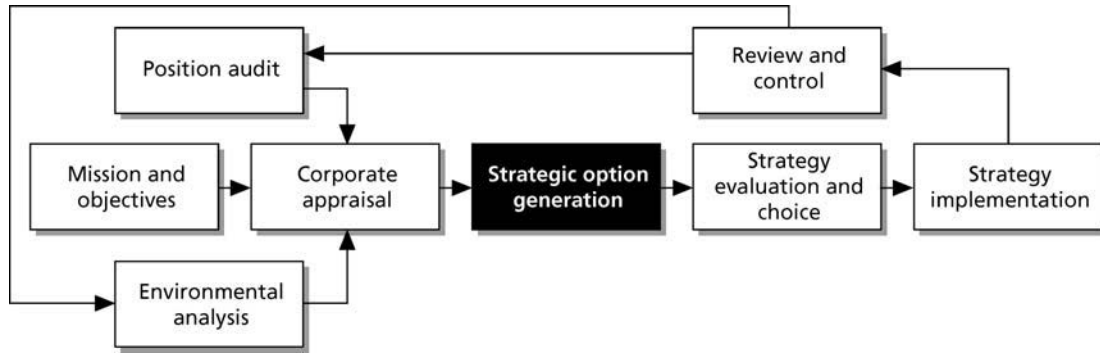 Position audit
Review and
control
Mission and
objectives
Corporate
appraisal
Strategic option
generation
Strategy
evaluation and
choice
Strategy
implementation
Environmental
analysis